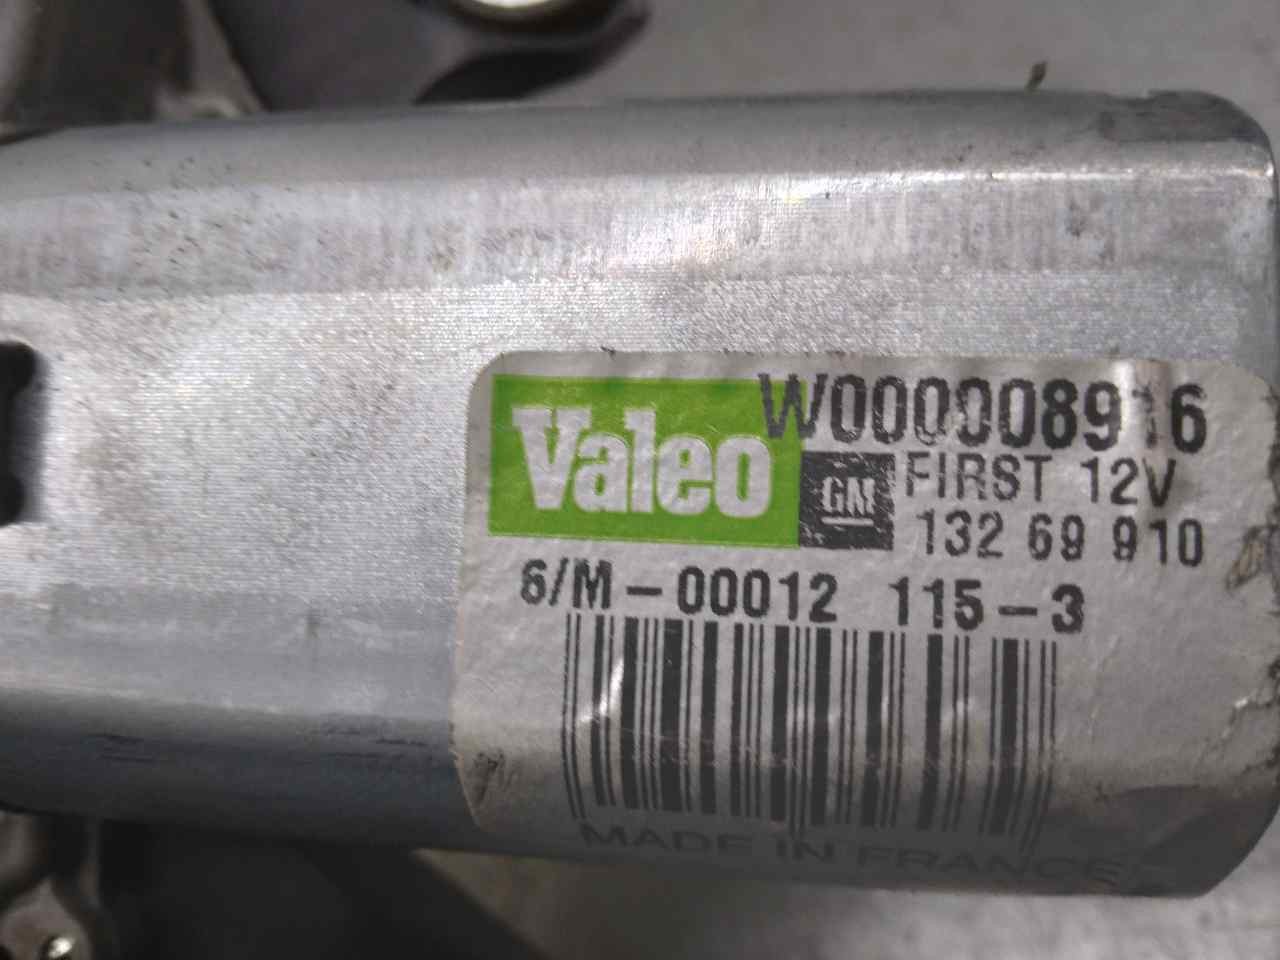 Valeo W000008916
GM FIRST 12V
132 69 910
6/M-00012 115-3
MADE IN FRANCE